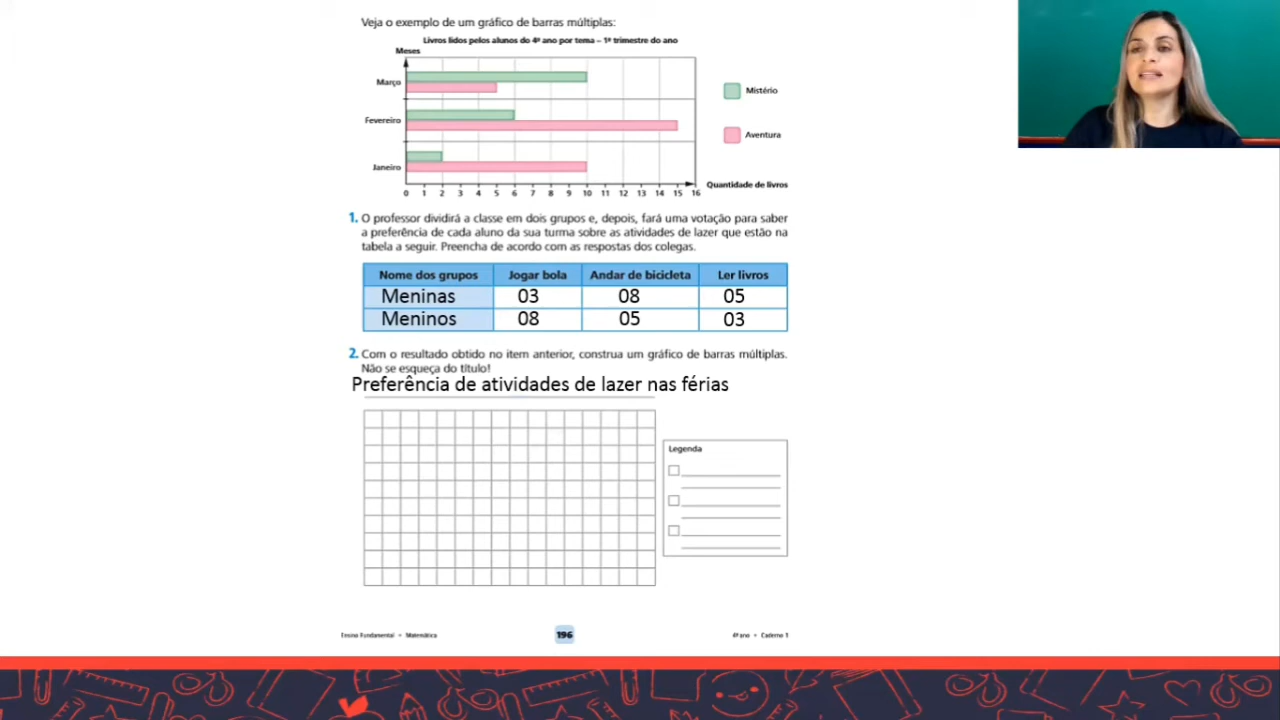 Veja o exemplo de um gráfico de barras múltiplas:
Livros lidos pelos alunos do 4º ano por tema – 1º trimestre do ano
Meses
Março
Fevereiro
Janeiro
0 1 2 3 4 5 6 7 8 9 10 11 12 13 14 15 16
Quantidade de livros
Mistério
Aventura
1. O professor dividirá a classe em dois grupos e, depois, fará uma votação para saber
a preferência de cada aluno da sua turma sobre as atividades de lazer que estão na
tabela a seguir. Preencha de acordo com as respostas dos colegas.
Nome dos grupos Jogar bola Andar de bicicleta Ler livros
Meninas 03 08 05
Meninos 08 05 03
2. Com o resultado obtido no item anterior, construa um gráfico de barras múltiplas.
Não se esqueça do título!
Preferência de atividades de lazer nas férias
Legenda
Ensino Fundamental • Matemática
196
4º ano • Caderno 1